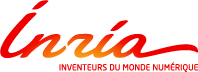 Inria
INVENTEURS DU MONDE NUMÉRIQUE